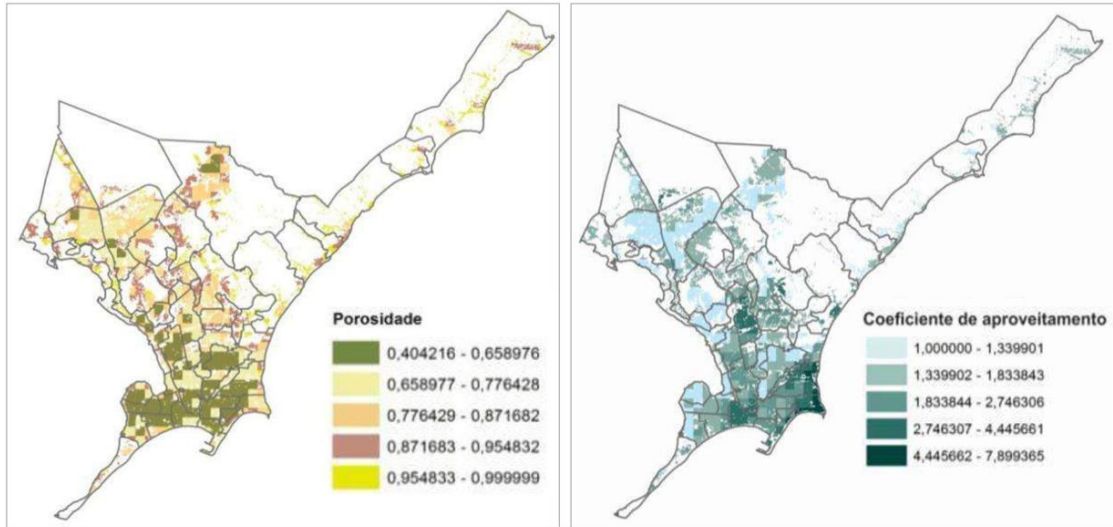 Porosidade
0,404216 - 0,658976
0,658977 - 0,776428
0,776429 - 0,871682
0,871683 - 0,954832
0,954833 - 0,999999
Coeficiente de aproveitamento
1,000000 - 1,339901
1,339902 - 1,833843
1,833844 - 2,746306
2,746307 - 4,445661
4,445662 - 7,899365